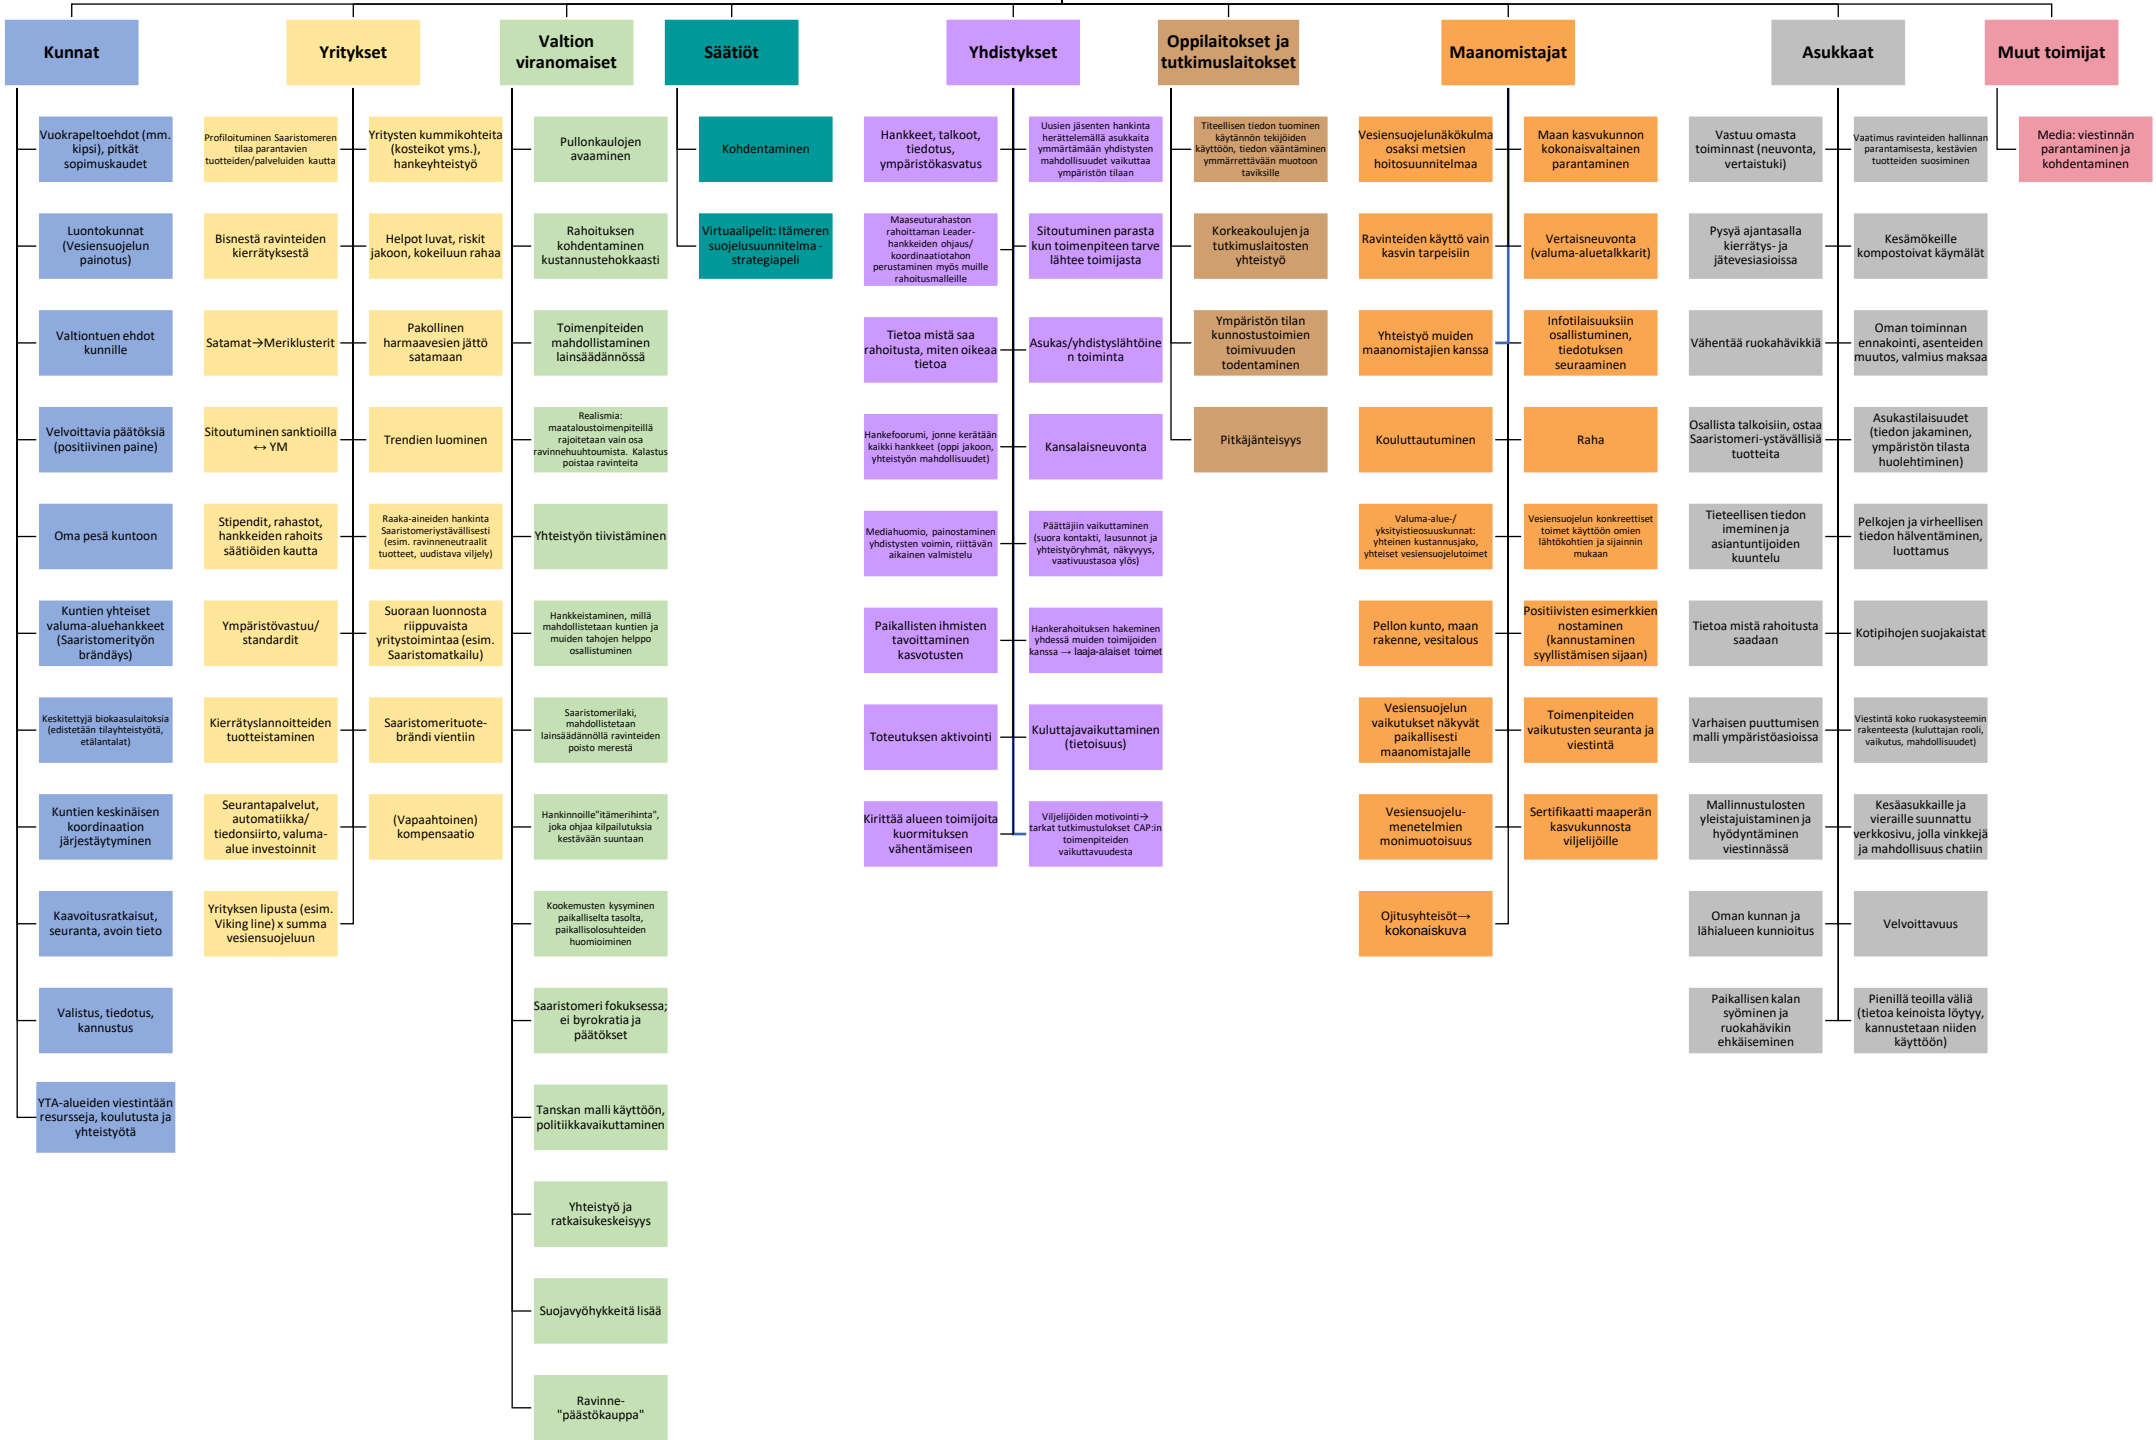 Kunnat
Vuokrapeltoehdot (mm.
kipsi), pitkät
sopimuskaudet
Luontokunnat
(Vesiensuojelun
painotus)
Valtiontuen ehdot
kunnille
Velvoittavia päätöksiä
(positiivinen paine)
Oma pesä kuntoon
Kuntien yhteiset
valuma-aluehankkeet
(Saaristomerityön
brändäys)
Keskitettyjä biokaasulaitoksia
(edistetään tilayhteistyötä,
etälantalat)
Kuntien keskinäisen
koordinaation
järjestäytyminen
Kaavoitusratkaisut,
seuranta, avoin tieto
Valistus, tiedotus,
kannustus
YTA-alueiden viestintään
resursseja, koulutusta ja
yhteistyötä
Yritykset
Profiloituminen Saaristomeren
tilaa parantavien
tuotteiden/palveluiden kautta
Yritysten kummikohteita
(kosteikot yms.),
hankeyhteistyö
Bisnestä ravinteiden
kierrätyksestä
Helpot luvat, riskit
jakoon, kokeiluun rahaa
Satamat→Meriklusterit
Pakollinen
harmaavesien jättö
satamaan
Sitoutuminen sanktioilla
↔ YM
Trendien luominen
Stipendit, rahastot,
hankkeiden rahoits
säätiöiden kautta
Raaka-aineiden hankinta
Saaristomeriystävällisesti
(esim. ravinneneutraalit
tuotteet, uudistava viljely)
Ympäristövastuu/
standardit
Suoraan luonnosta
riippuvaista
yritystoimintaa (esim.
Saaristomatkailu)
Kierrätyslannoitteiden
tuotteistaminen
Saaristomerituote-
brändi vientiin
Seurantapalvelut,
automatiikka/
tiedonsiirto, valuma-
alue investoinnit
(Vapaahtoinen)
kompensaatio
Yrityksen lipusta (esim.
Viking line) x summa
vesiensuojeluun
Valtion
viranomaiset
Pullonkaulojen
avaaminen
Rahoituksen
kohdentaminen
kustannustehokkaasti
Toimenpiteiden
mahdollistaminen
lainsäädännössä
Realismia:
maataloustoimenpiteillä
rajoitetaan vain osa
ravinnehuuhtoumista. Kalastus
poistaa ravinteita
Yhteistyön tiivistäminen
Hankkeistaminen, millä
mahdollistetaan kuntien ja
muiden tahojen helppo
osallistuminen
Saaristomerilaki,
mahdollistetaan
lainsäädännöllä ravinteiden
poisto merestä
Hankinnoille"itämerihinta",
joka ohjaa kilpailutuksia
kestävään suuntaan
Kookemusten kysyminen
paikalliselta tasolta,
paikallisolosuhteiden
huomioiminen
Saaristomeri fokuksessa;
ei byrokratia ja
päätökset
Tanskan malli käyttöön,
politiikkavaikuttaminen
Yhteistyö ja
ratkaisukeskeisyys
Suojavyöhykkeitä lisää
Ravinne-
"päästökauppa"
Säätiöt
Kohdentaminen
Virtuaalipelit: Itämeren
suojelusuunnitelma -
strategiapeli
Yhdistykset
Hankkeet, talkoot,
tiedotus,
ympäristökasvatus
Uusien jäsenten hankinta
herättelemällä asukkaita
ymmärtämään yhdistysten
mahdollisuudet vaikuttaa
ympäristön tilaan
Maaseuturahaston
rahoittaman Leader-
hankkeiden ohjaus/
koordinaatiotahon
perustaminen myös muille
rahoitusmalleille
Sitoutuminen parasta
kun toimenpiteen tarve
lähtee toimijasta
Tietoa mistä saa
rahoitusta, miten oikeaa
tietoa
Asukas/yhdistyslähtöine
n toiminta
Hankefoorumi, jonne kerätään
kaikki hankkeet (oppi jakoon,
yhteistyön mahdollisuudet)
Kansalaisneuvonta
Mediahuomio, painostaminen
yhdistysten voimin, riittävän
aikainen valmistelu
Päättäjiin vaikuttaminen
(suora kontakti, lausunnot ja
yhteistyöryhmät, näkyvyys,
vaativuustasoa ylös)
Paikallisten ihmisten
tavoittaminen
kasvotusten
Hankerahoituksen hakeminen
yhdessä muiden toimijoiden
kanssa → laaja-alaiset toimet
Toteutuksen aktivointi
Kuluttajavaikuttaminen
(tietoisuus)
Kirittää alueen toimijoita
kuormituksen
vähentämiseen
Viljelijöiden motivointi→
tarkat tutkimustulokset CAP:in
toimenpiteiden
vaikuttavuudesta
Oppilaitokset ja
tutkimuslaitokset
Titeellisen tiedon tuominen
käytännön tekijöiden
käyttöön, tiedon vääntäminen
ymmärrettävään muotoon
taviksille
Korkeakoulujen ja
tutkimuslaitosten
yhteistyö
Ympäristön tilan
kunnostustoimien
toimivuuden
todentaminen
Pitkäjänteisyys
Maanomistajat
Vesiensuojelunäkökulma
osaksi metsien
hoitosuunnitelmaa
Maan kasvukunnon
kokonaisvaltainen
parantaminen
Ravinteiden käyttö vain
kasvin tarpeisiin
Vertaisneuvonta
(valuma-aluetalkkarit)
Yhteistyö muiden
maanomistajien kanssa
Infotilaisuuksiin
osallistuminen,
tiedotuksen
seuraaminen
Kouluttautuminen
Raha
Valuma-alue-/
yksityistieosuuskunnat:
yhteinen kustannusjako,
yhteiset vesiensuojelutoimet
Vesiensuojelun konkreettiset
toimet käyttöön omien
lähtökohtien ja sijainnin
mukaan
Pellon kunto, maan
rakenne, vesitalous
Positiivisten esimerkkien
nostaminen
(kannustaminen
syyllistämisen sijaan)
Vesiensuojelun
vaikutukset näkyvät
paikallisesti
maanomistajalle
Toimenpiteiden
vaikutusten seuranta ja
viestintä
Vesiensuojelu-
menetelmien
monimuotoisuus
Sertifikaatti maaperän
kasvukunnosta
viljelijöille
Ojitusyhteisöt→
kokonaiskuva
Asukkaat
Vastuu omasta
toiminnast (neuvonta,
vertaistuki)
Vaatimus ravinteiden hallinnan
parantamisesta, kestävien
tuotteiden suosiminen
Pysyä ajantasalla
kierrätys- ja
jätevesiasioissa
Kesämökeille
kompostoivat käymälät
Vähentää ruokahävikkiä
Oman toiminnan
ennakointi, asenteiden
muutos, valmius maksaa
Osallista talkoisiin, ostaa
Saaristomeri-ystävällisiä
tuotteita
Asukastilaisuudet
(tiedon jakaminen,
ympäristön tilasta
huolehtiminen)
Tieteellisen tiedon
imeminen ja
asiantuntijoiden
kuuntelu
Pelkojen ja virheellisen
tiedon hälventäminen,
luottamus
Tietoa mistä rahoitusta
saadaan
Kotipihojen suojakaistat
Varhaisen puuttumisen
malli ympäristöasioissa
Viestintä koko ruokasysteemin
rakenteesta (kuluttajan rooli,
vaikutus, mahdollisuudet)
Mallinnustulosten
yleistajuistaminen ja
hyödyntäminen
viestinnässä
Kesäasukkaille ja
vieraille suunnattu
verkkosivu, jolla vinkkejä
ja mahdollisuus chatiin
Oman kunnan ja
lähialueen kunnioitus
Velvoittavuus
Paikallisen kalan
syöminen ja
ruokahävikin
ehkäiseminen
Pienillä teoilla väliä
(tietoa keinoista löytyy,
kannustetaan niiden
käyttöön)
Muut toimijat
Media: viestinnän
parantaminen ja
kohdentaminen